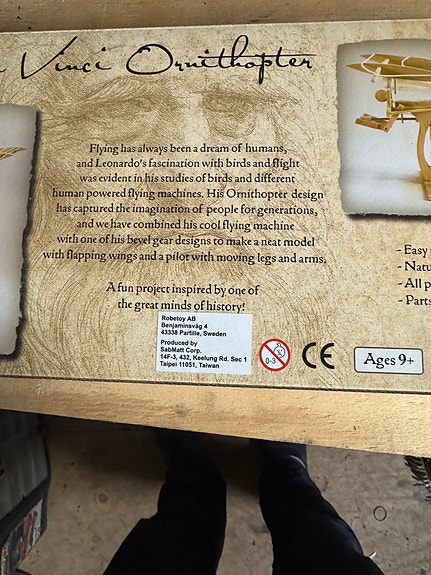 Vinci Ornithopter
Flying has always been a dream of humans,
and Leonardo's fascination with birds and flight
was evident in his studies of birds and different
human powered flying machines. His Ornithopter design
has captured the imagination of people for generations,
and we have combined his cool flying machine
with one of his bevel gear designs to make a neat model
with flapping wings and a pilot with moving legs and arms.
A fun project inspired by one of
the great minds of history!
Robetoy AB
Benjaminsväg 4
43338 Partille, Sweden
Produced by
SabMatt Corp.
14F-3, 432, Keelung Rd. Sec 1
Taipei 11051, Taiwan
0-3
CE
Ages 9+
- Easy
- Natu
- All p
- Parts